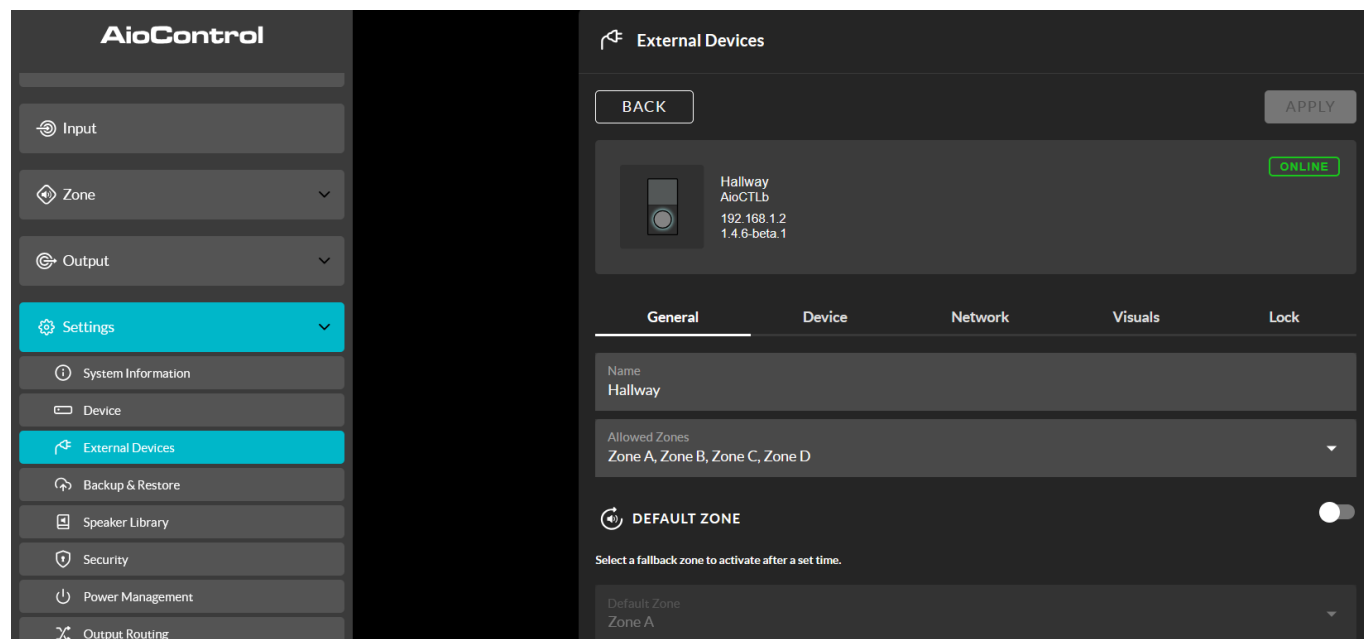 AioControl
Input
Zone
Output
Settings
System Information
Device
External Devices
Backup & Restore
Speaker Library
Security
Power Management
Output Routing
External Devices
BACK
APPLY
Hallway
AioCTLb
192.168.1.2
1.4.6-beta.1
ONLINE
General Device Network Visuals Lock
Name
Hallway
Allowed Zones
Zone A, Zone B, Zone C, Zone D
DEFAULT ZONE
Select a fallback zone to activate after a set time.
Default Zone
Zone A